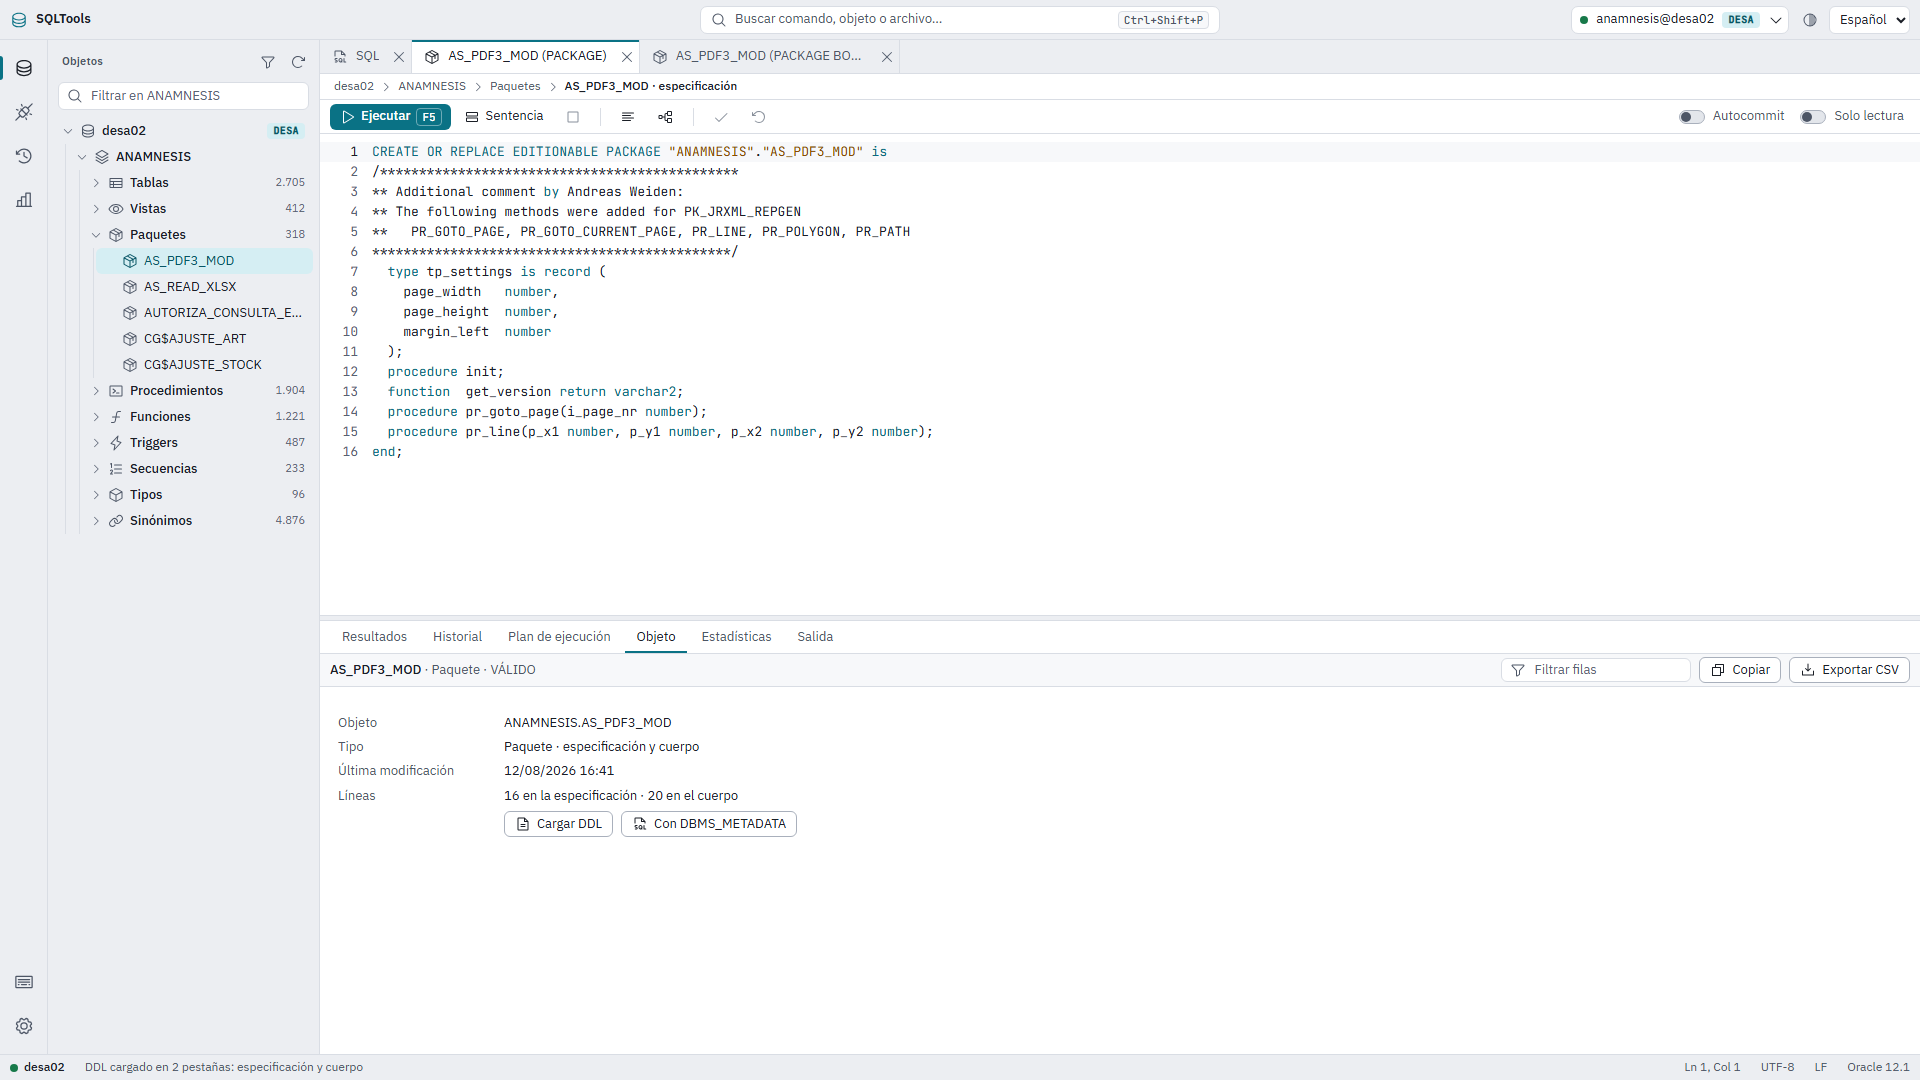 SQLTools
Buscar comando, objeto o archivo...
Ctrl+Shift+P
anamnesis@desa02 DESA
Español
Objetos
Filtrar en ANAMNESIS
desa02 DESA
ANAMNESIS
Tablas 2.705
Vistas 412
Paquetes 318
AS_PDF3_MOD
AS_READ_XLSX
AUTORIZA_CONSULTA_E...
CG$AJUSTE_ART
CG$AJUSTE_STOCK
Procedimientos 1.904
Funciones 1.221
Triggers 487
Secuencias 233
Tipos 96
Sinónimos 4.876
SQL
AS_PDF3_MOD (PACKAGE)
AS_PDF3_MOD (PACKAGE BO...
desa02 > ANAMNESIS > Paquetes > AS_PDF3_MOD · especificación
Ejecutar F5 Sentencia
Autocommit Solo lectura
1 CREATE OR REPLACE EDITIONABLE PACKAGE "ANAMNESIS"."AS_PDF3_MOD" is
2 /**********************************************
3 ** Additional comment by Andreas Weiden:
4 ** The following methods were added for PK_JRXML_REPGEN
5 **   PR_GOTO_PAGE, PR_GOTO_CURRENT_PAGE, PR_LINE, PR_POLYGON, PR_PATH
6 **********************************************/
7   type tp_settings is record (
8     page_width   number,
9     page_height  number,
10     margin_left  number
11   );
12   procedure init;
13   function  get_version return varchar2;
14   procedure pr_goto_page(i_page_nr number);
15   procedure pr_line(p_x1 number, p_y1 number, p_x2 number, p_y2 number);
16 end;
Resultados Historial Plan de ejecución Objeto Estadísticas Salida
AS_PDF3_MOD · Paquete · VÁLIDO
Filtrar filas
Copiar
Exportar CSV
Objeto ANAMNESIS.AS_PDF3_MOD
Tipo Paquete · especificación y cuerpo
Última modificación 12/08/2026 16:41
Líneas 16 en la especificación · 20 en el cuerpo
Cargar DDL
Con DBMS_METADATA
desa02 DDL cargado en 2 pestañas: especificación y cuerpo
Ln 1, Col 1 UTF-8 LF Oracle 12.1